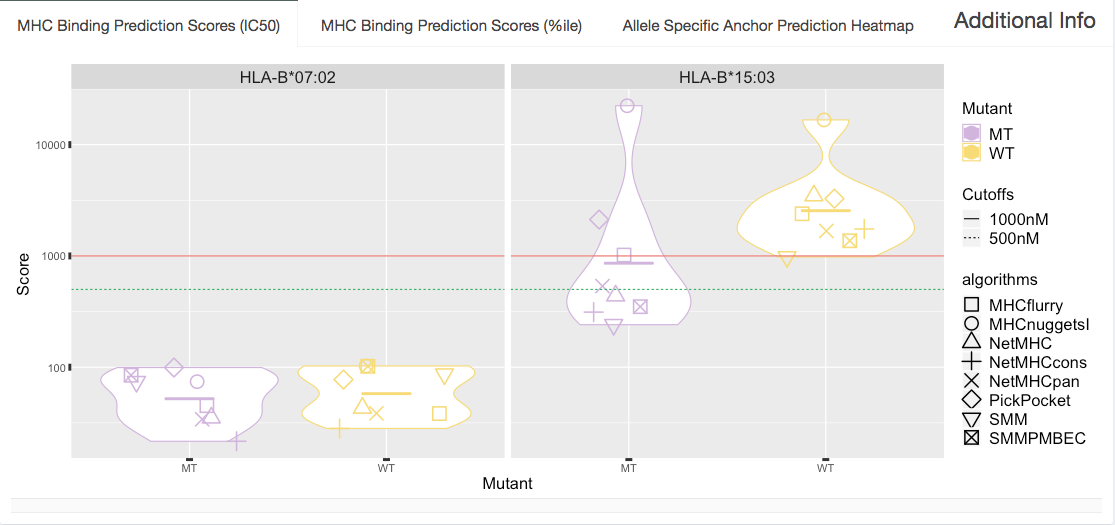 MHC Binding Prediction Scores (IC50)
MHC Binding Prediction Scores (%ile)
Allele Specific Anchor Prediction Heatmap
Additional Info
HLA-B*07:02
HLA-B*15:03
Score
10000
1000
100
MT
WT
MT
WT
Mutant
Mutant
MT
WT
Cutoffs
1000nM
500nM
algorithms
MHCflurry
MHCnuggetsI
NetMHC
NetMHCcons
NetMHCpan
PickPocket
SMM
SMMPMBEC